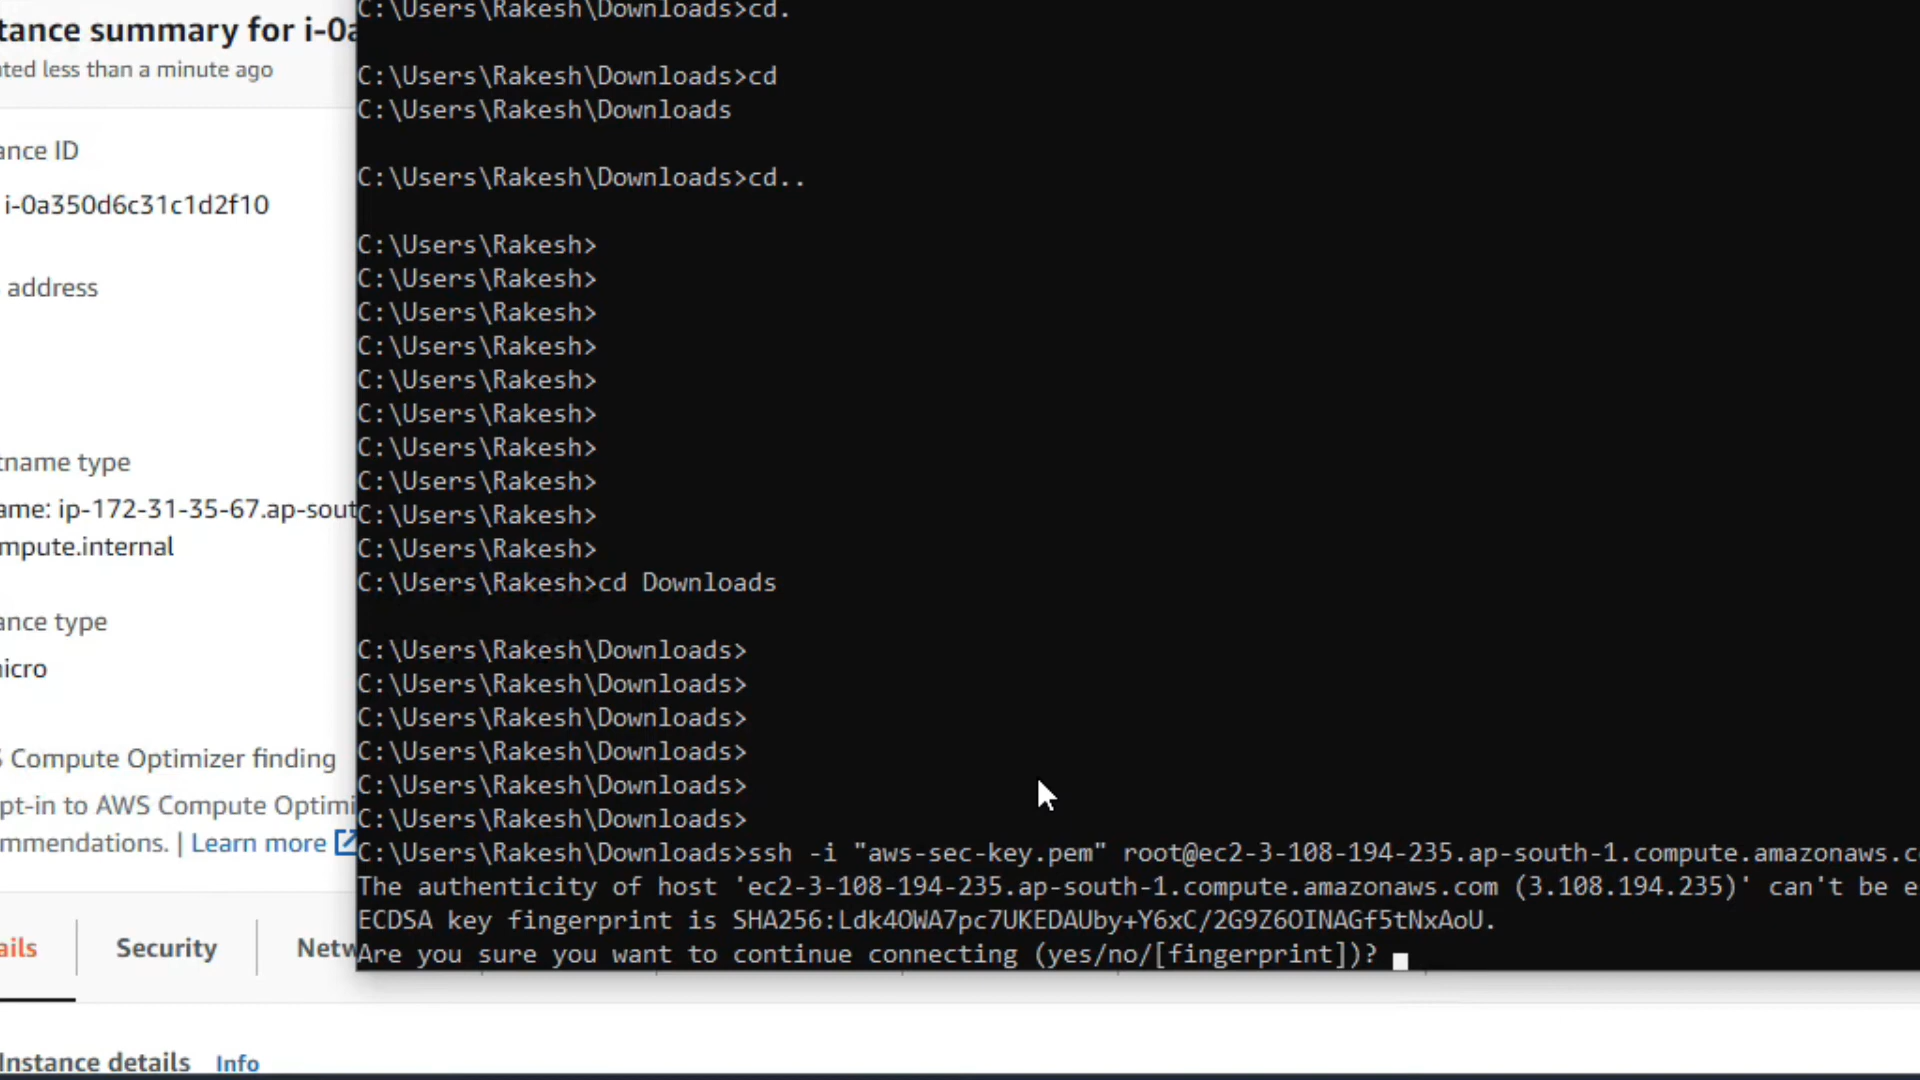 tance summary for i-0a
ted less than a minute ago
ance ID
i-0a350d6c31c1d2f10
address
tname type
ame: ip-172-31-35-67.ap-sout
mpute.internal
ance type
icro
Compute Optimizer finding
pt-in to AWS Compute Optimi
mmendations. | Learn more
ails
Security
Netw
Instance details Info
C:\Users\Rakesh\Downloads>cd.
C:\Users\Rakesh\Downloads>cd
C:\Users\Rakesh\Downloads
C:\Users\Rakesh\Downloads>cd..
C:\Users\Rakesh>
C:\Users\Rakesh>
C:\Users\Rakesh>
C:\Users\Rakesh>
C:\Users\Rakesh>
C:\Users\Rakesh>
C:\Users\Rakesh>
C:\Users\Rakesh>
C:\Users\Rakesh>
C:\Users\Rakesh>
C:\Users\Rakesh>cd Downloads
C:\Users\Rakesh\Downloads>
C:\Users\Rakesh\Downloads>
C:\Users\Rakesh\Downloads>
C:\Users\Rakesh\Downloads>
C:\Users\Rakesh\Downloads>
C:\Users\Rakesh\Downloads>
C:\Users\Rakesh\Downloads>ssh -i "aws-sec-key.pem" root@ec2-3-108-194-235.ap-south-1.compute.amazonaws.c
The authenticity of host 'ec2-3-108-194-235.ap-south-1.compute.amazonaws.com (3.108.194.235)' can't be e
ECDSA key fingerprint is SHA256:Ldk4OWA7pc7UKEDAUby+Y6xC/2G9Z6OINAGf5tNxAoU.
Are you sure you want to continue connecting (yes/no/[fingerprint])?